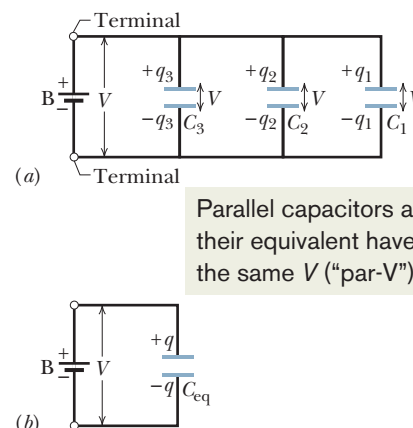 Terminal
+ +q3 +q2 +q1
B V V V V
− −q3 C3 −q2 C2 −q1 C1
(a) Terminal
Parallel capacitors a
their equivalent have
the same V (“par-V”)
+ +q
B V
− −q Ceq
(b)